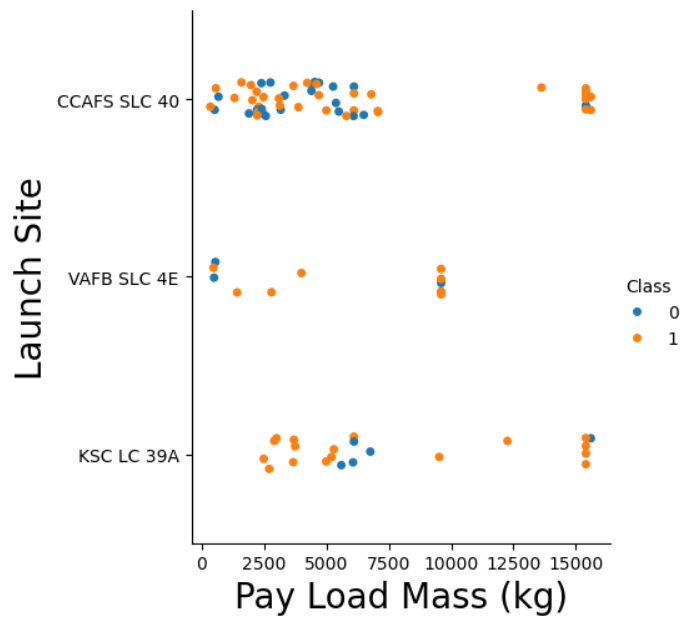 CCAFS SLC 40
VAFB SLC 4E
KSC LC 39A
Launch Site
0 2500 5000 7500 10000 12500 15000
Pay Load Mass (kg)
Class
0
1